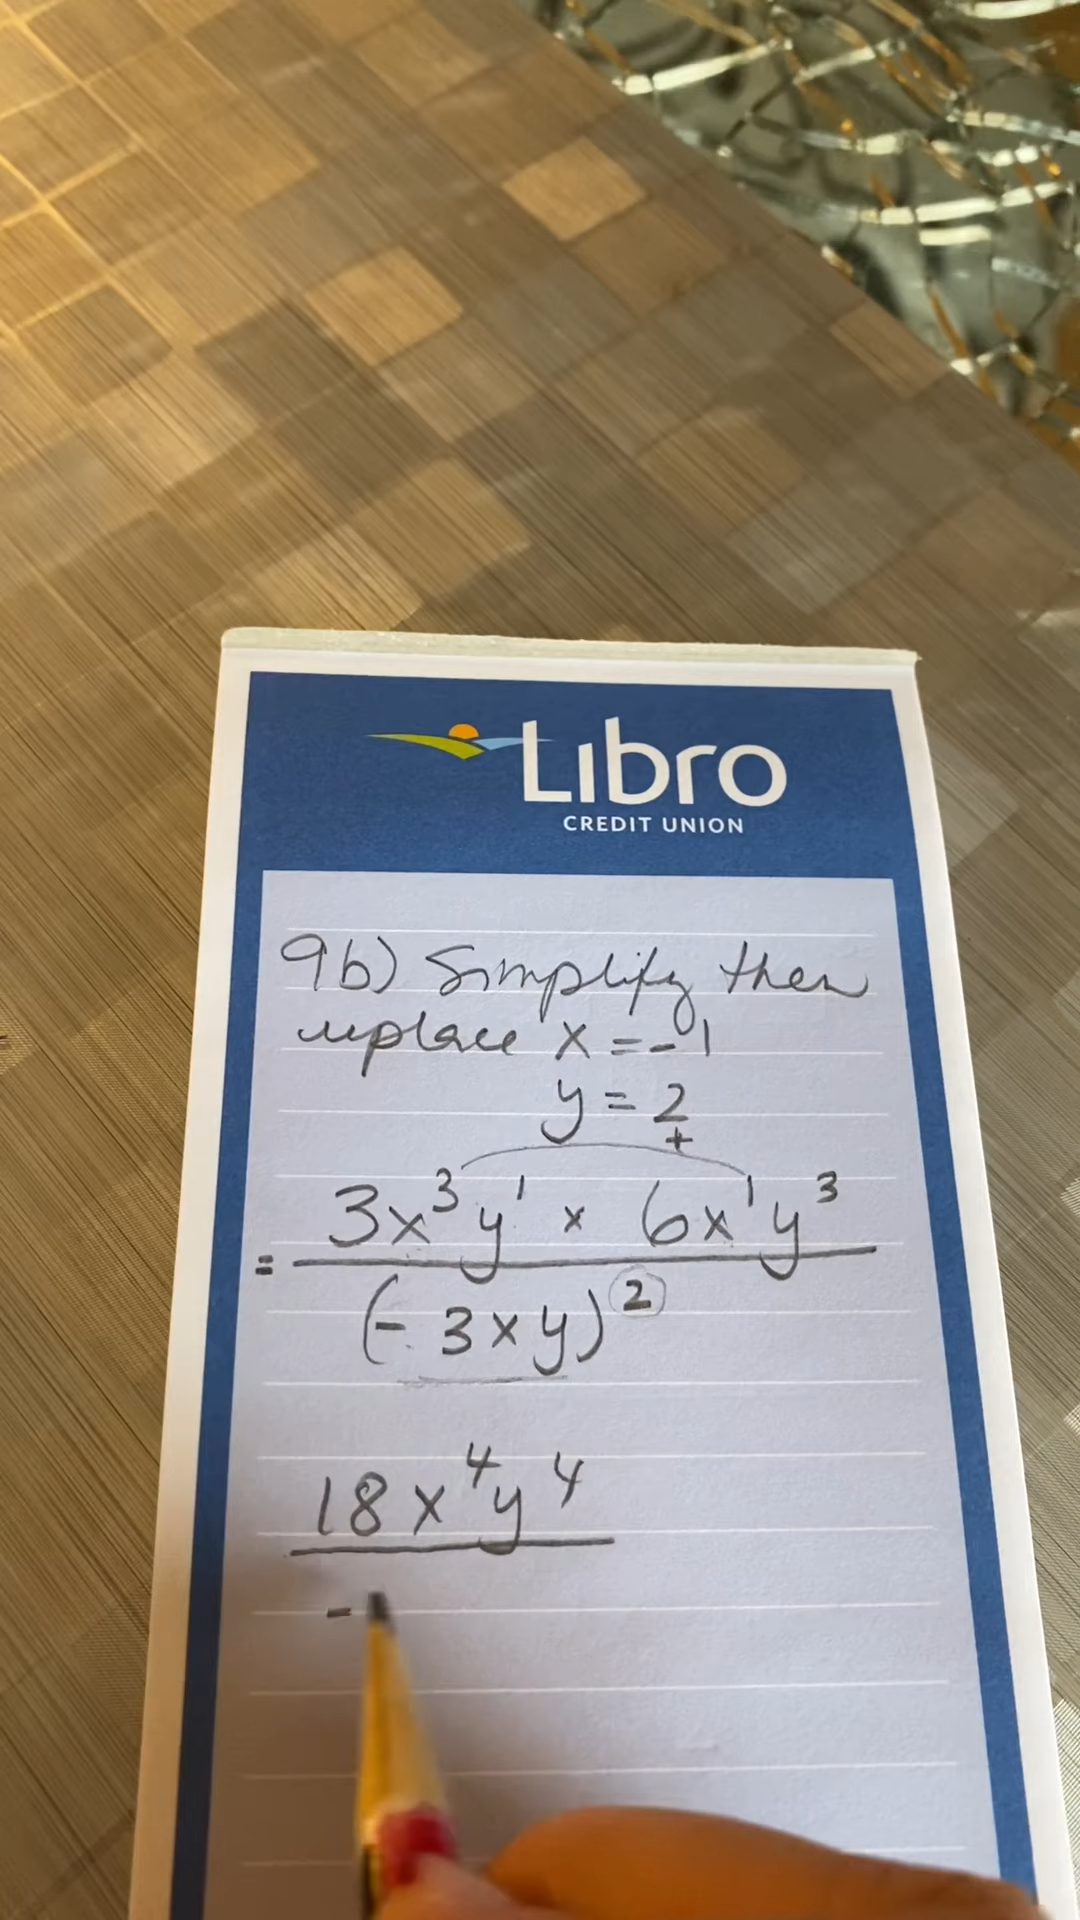 Libro
CREDIT UNION
9b) Simplify then
replace x = -1
y = 2
+
3x³y¹ × 6x¹y³
=
(-3xy)²
18x⁴y⁴
-